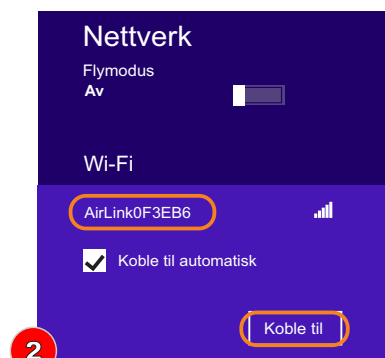 Nettverk
Flymodus
Av
Wi-Fi
AirLink0F3EB6
Koble til automatisk
Koble til
2